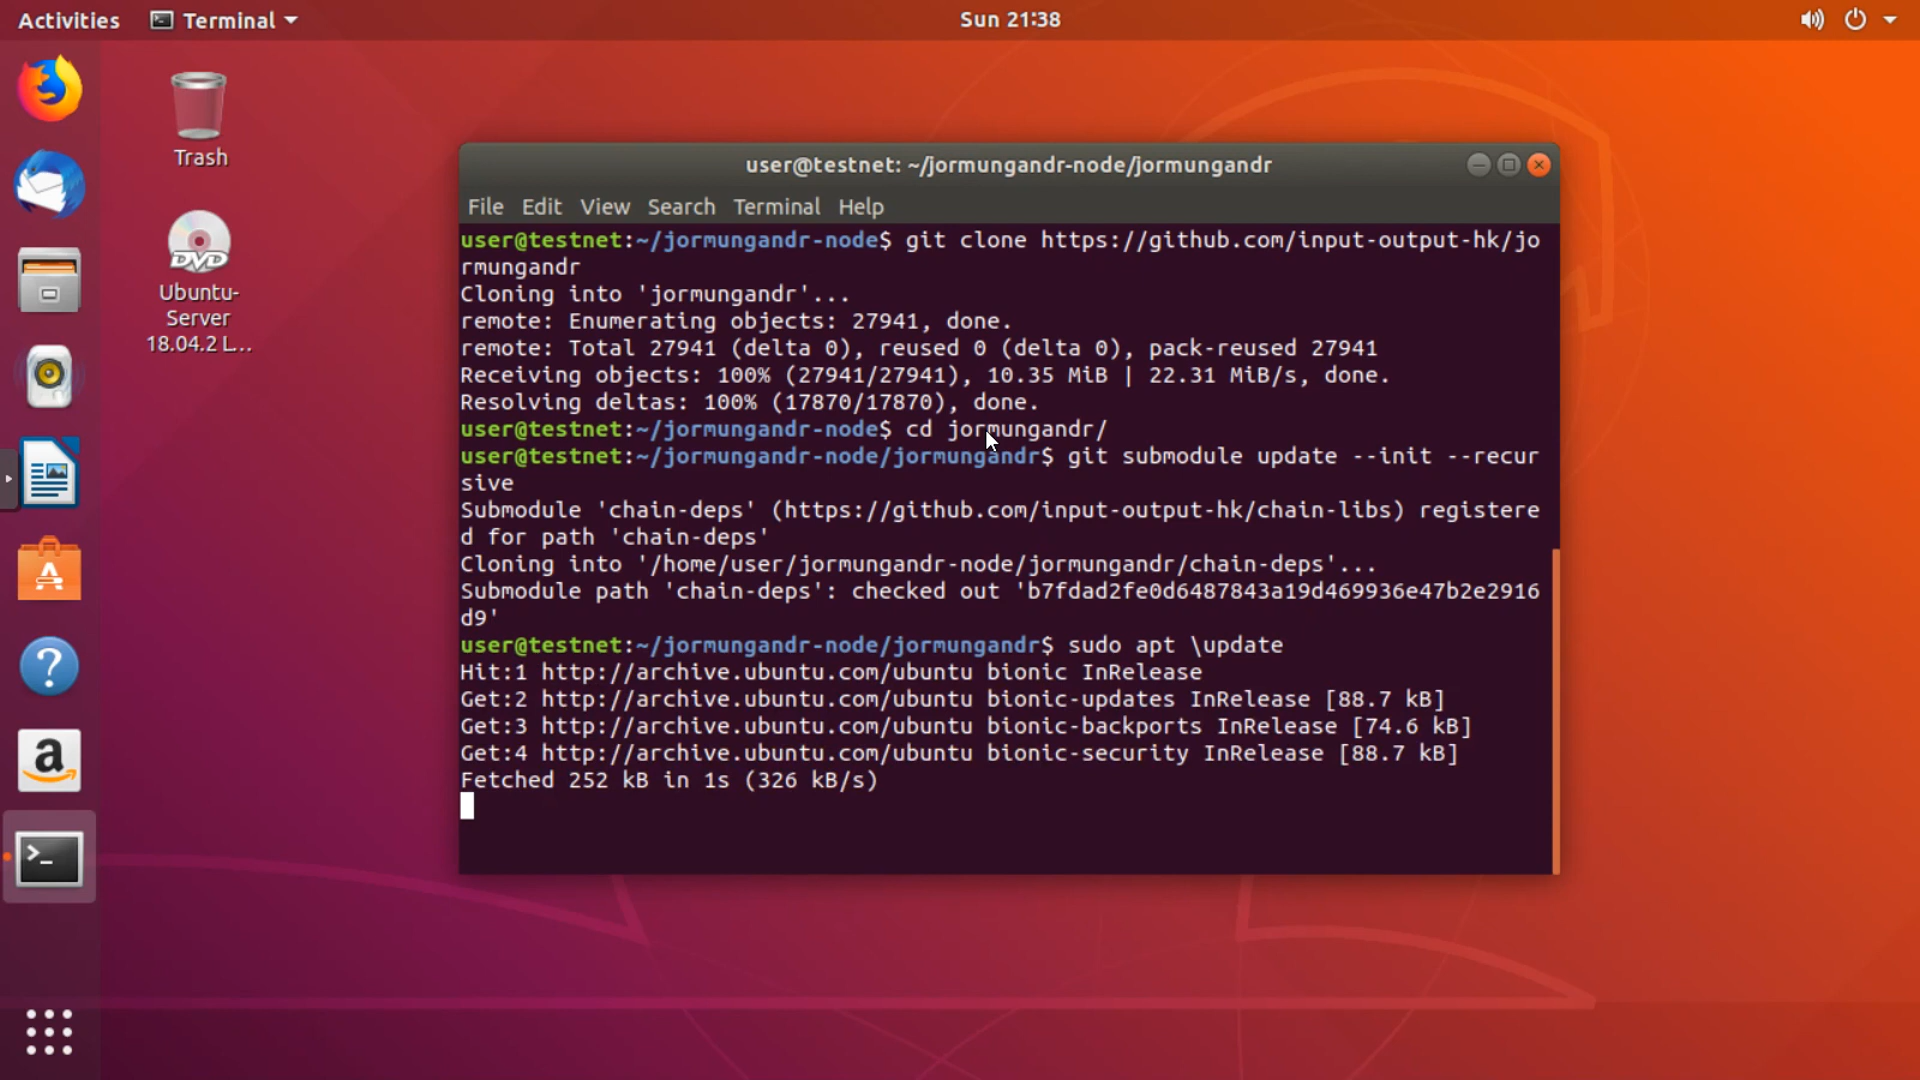 Activities
Terminal
Sun 21:38
Trash
DVD
Ubuntu-
Server
18.04.2 L...
user@testnet: ~/jormungandr-node/jormungandr
File Edit View Search Terminal Help
user@testnet:~/jormungandr-node$ git clone https://github.com/input-output-hk/jo
rmungandr
Cloning into 'jormungandr'...
remote: Enumerating objects: 27941, done.
remote: Total 27941 (delta 0), reused 0 (delta 0), pack-reused 27941
Receiving objects: 100% (27941/27941), 10.35 MiB | 22.31 MiB/s, done.
Resolving deltas: 100% (17870/17870), done.
user@testnet:~/jormungandr-node$ cd jormungandr/
user@testnet:~/jormungandr-node/jormungandr$ git submodule update --init --recur
sive
Submodule 'chain-deps' (https://github.com/input-output-hk/chain-libs) registere
d for path 'chain-deps'
Cloning into '/home/user/jormungandr-node/jormungandr/chain-deps'...
Submodule path 'chain-deps': checked out 'b7fdad2fe0d6487843a19d469936e47b2e2916
d9'
user@testnet:~/jormungandr-node/jormungandr$ sudo apt \update
Hit:1 http://archive.ubuntu.com/ubuntu bionic InRelease
Get:2 http://archive.ubuntu.com/ubuntu bionic-updates InRelease [88.7 kB]
Get:3 http://archive.ubuntu.com/ubuntu bionic-backports InRelease [74.6 kB]
Get:4 http://archive.ubuntu.com/ubuntu bionic-security InRelease [88.7 kB]
Fetched 252 kB in 1s (326 kB/s)